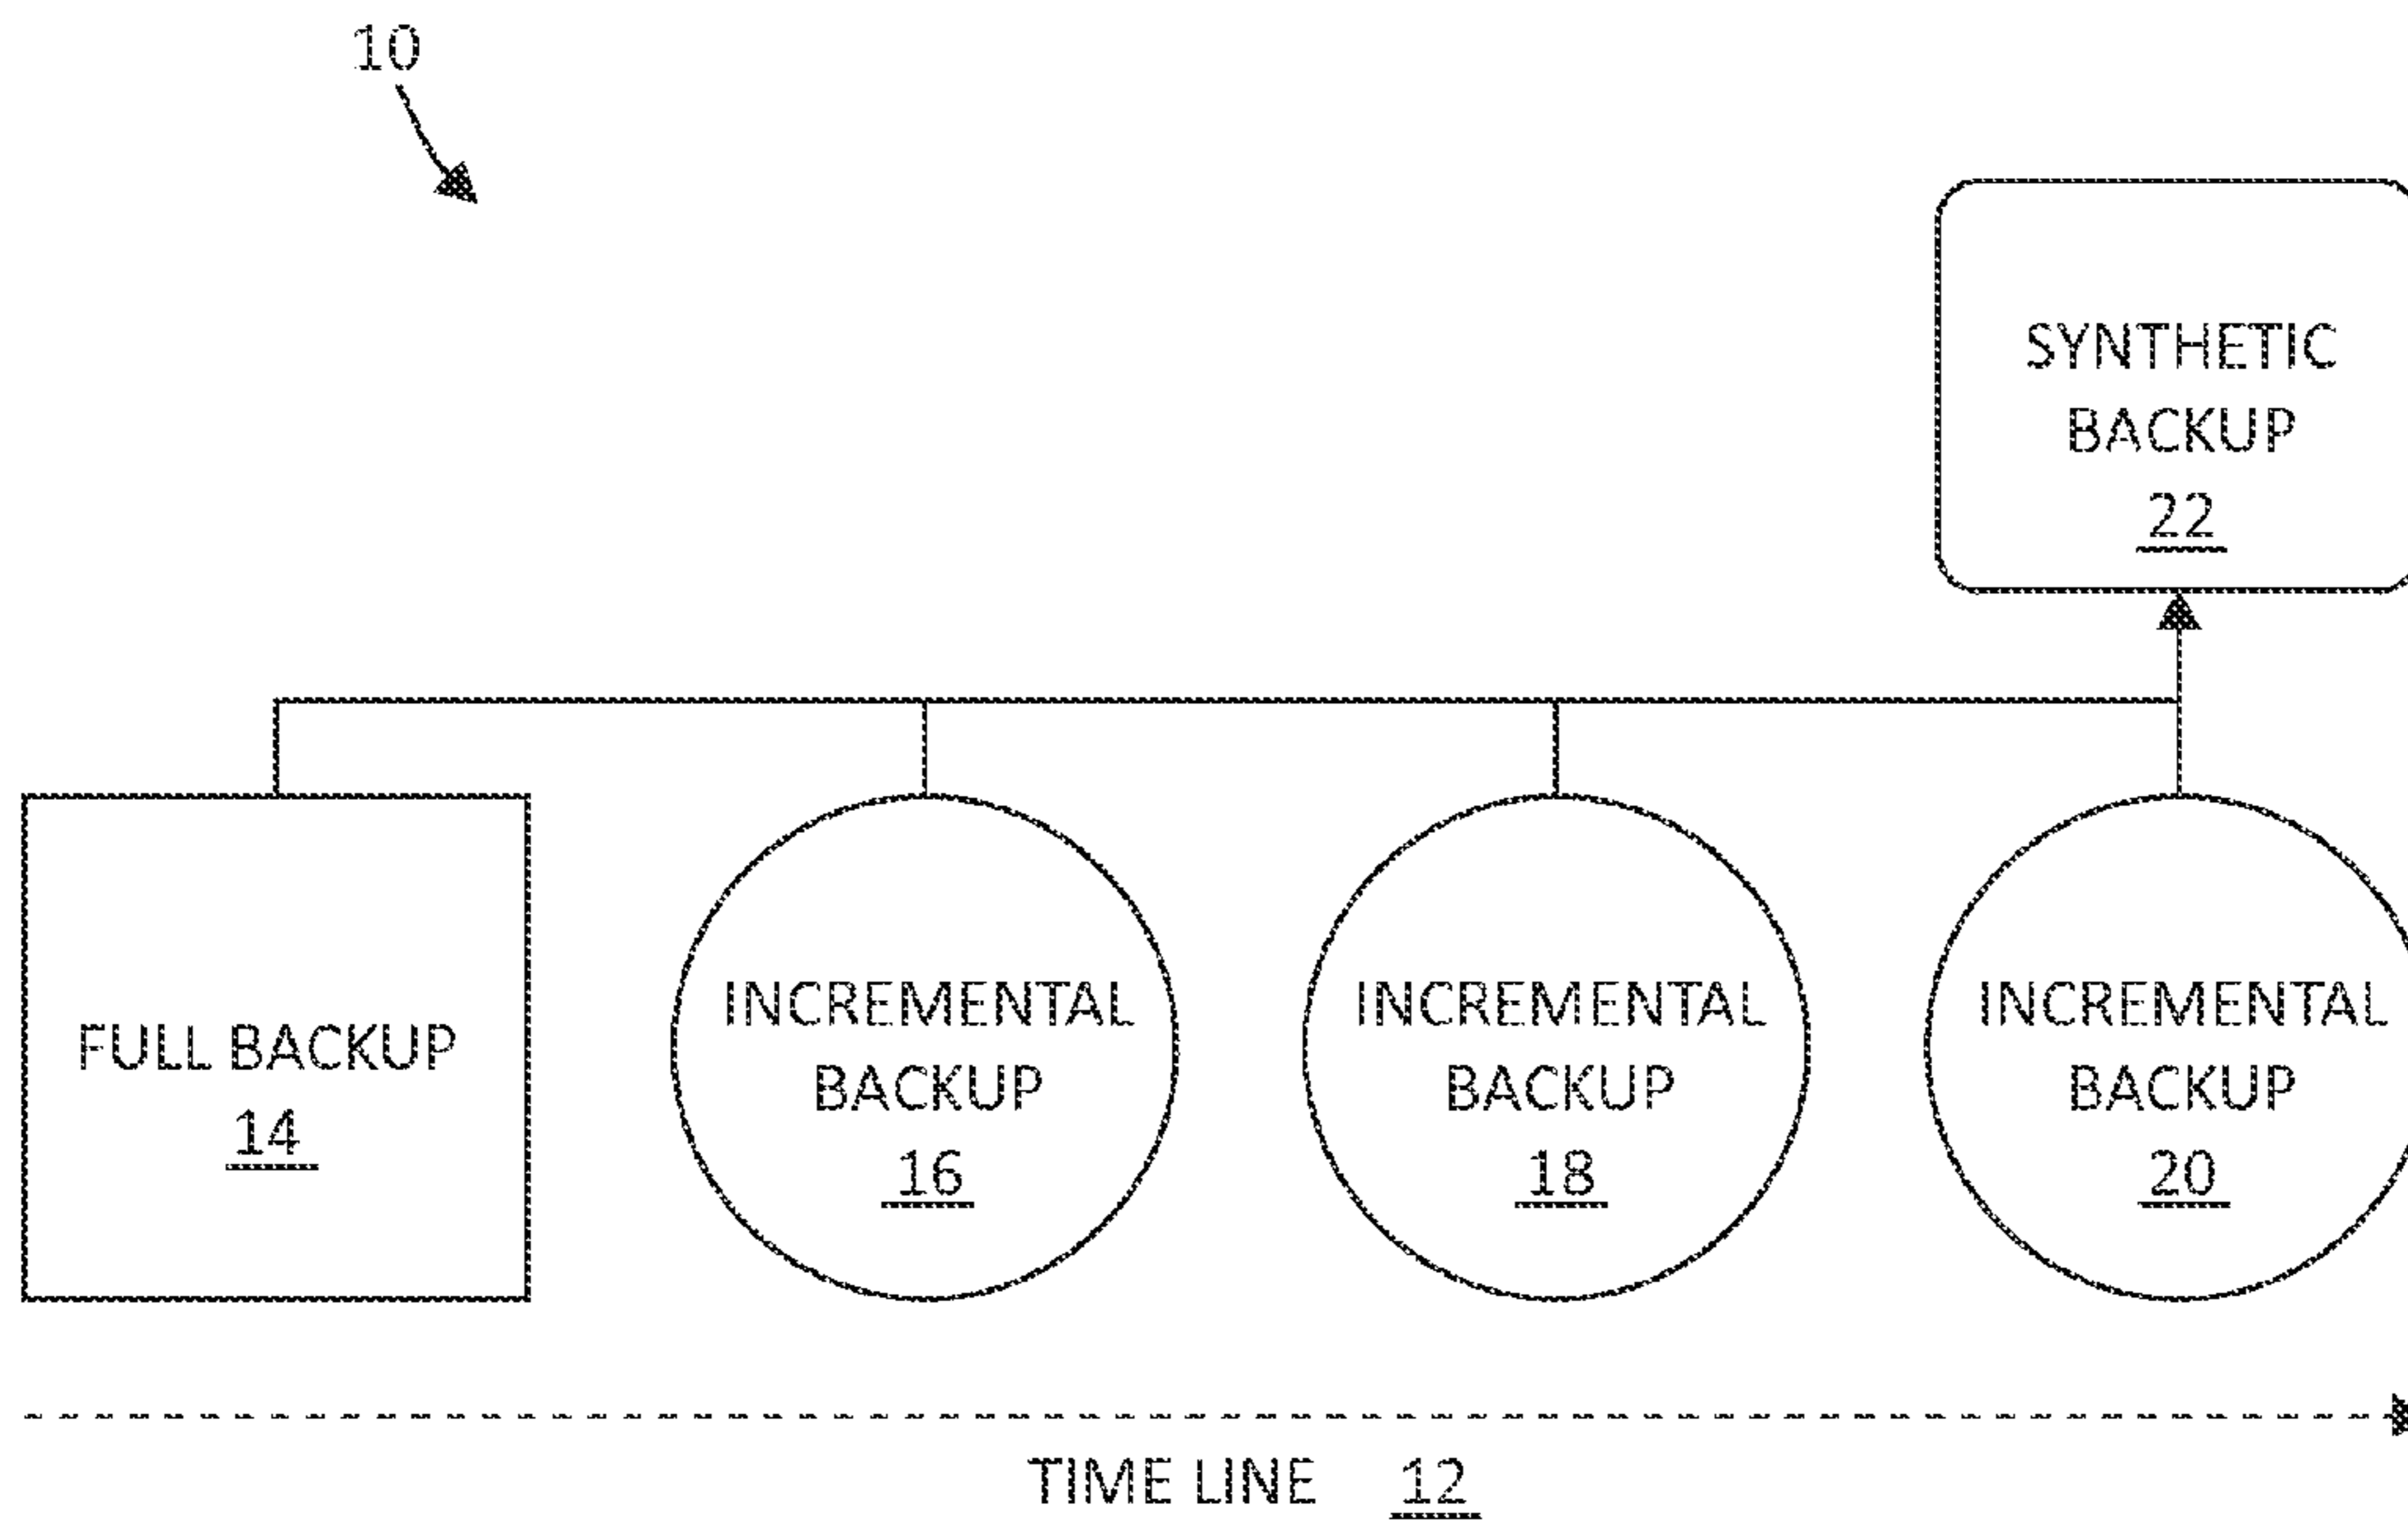 10
SYNTHETIC
BACKUP
22
FULL BACKUP
14
INCREMENTAL
BACKUP
16
INCREMENTAL
BACKUP
18
INCREMENTAL
BACKUP
20
TIME LINE 12